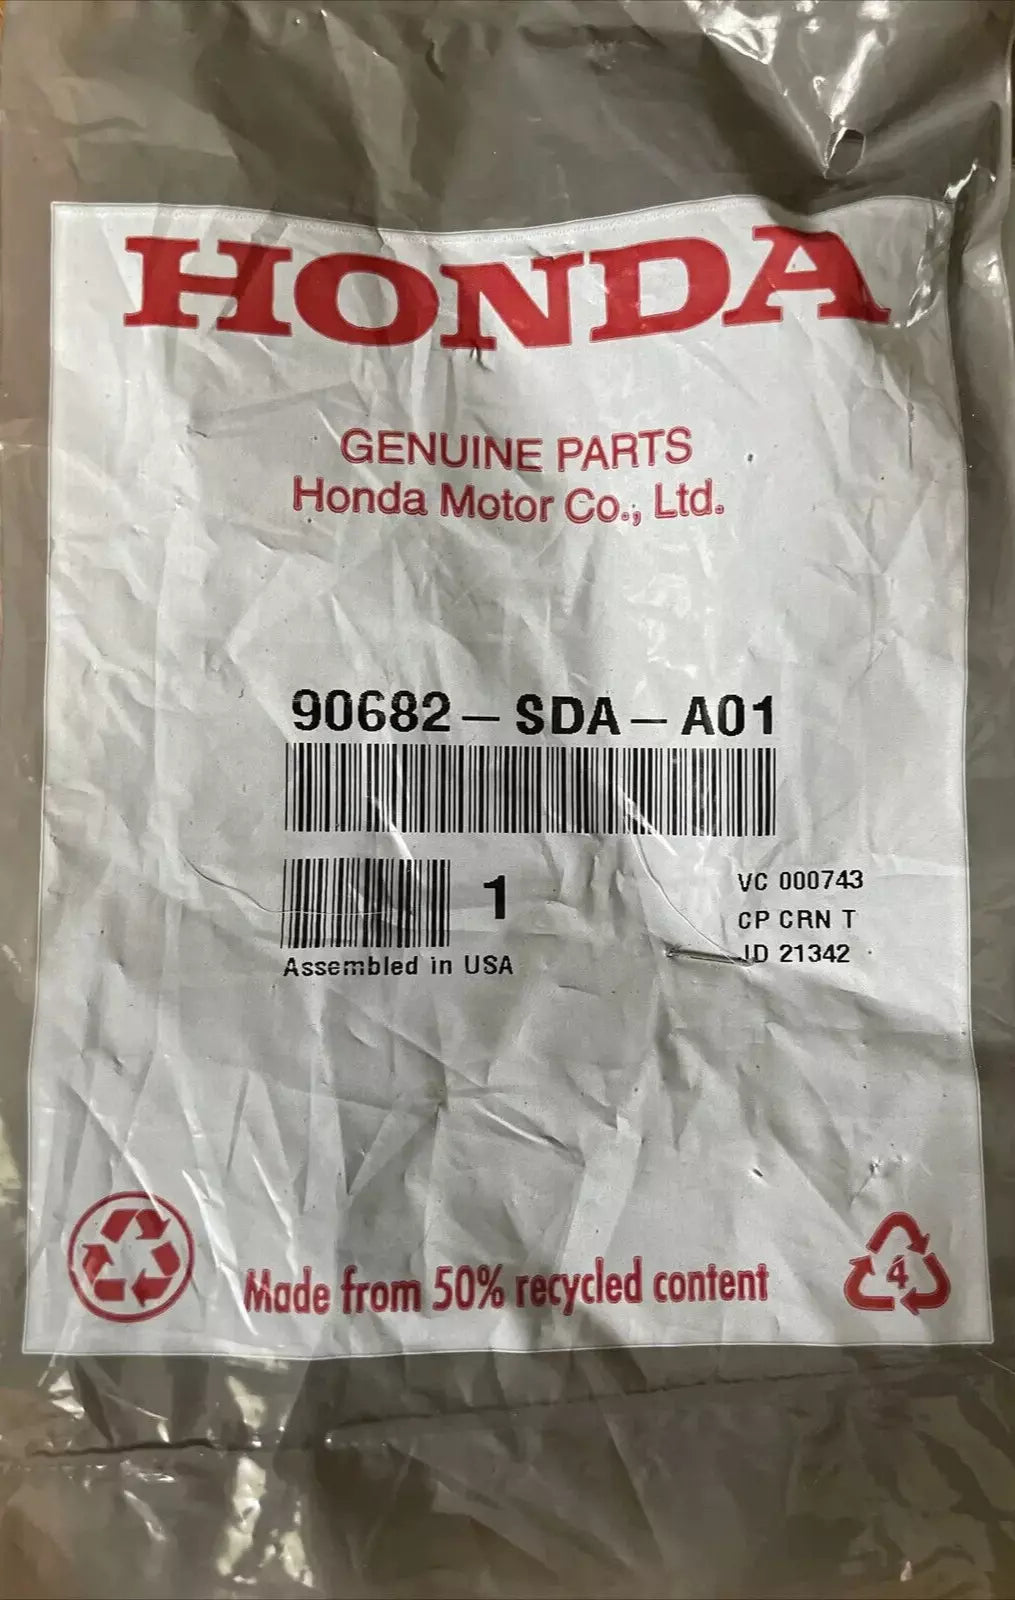 HONDA
GENUINE PARTS
Honda Motor Co., Ltd.
90682-SDA-A01
1
VC 000743
CP CRN T
ID 21342
Assembled in USA
Made from 50% recycled content
4